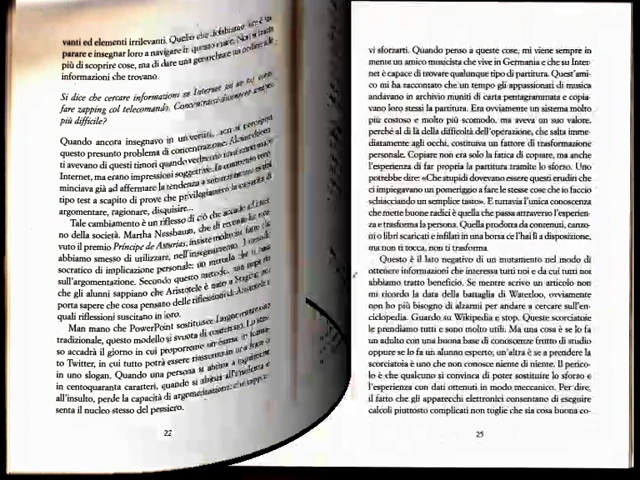 vanti ed elementi irrilevanti. Quello che dobbiamo
parare e insegnar loro a navigare in questo mare. Non si tratta
più di scoprire cose, ma di dare una gerarchia e un ordine alle
informazioni che trovano.
Si dice che cercare informazioni su Internet
fare zapping col telecomando. Concentrarsi
più difficile?
Quando ancora insegnavo in università, non si percepiva
questo presunto problema di concentrazione. Alcuni
ti avevano di questi timori quando vedevano
Internet, ma erano impressioni soggettive.
minciava già ad affermare la tendenza a
tipo test a scapito di prove che privilegiassero la capacità di
argomentare, ragionare, disquisire...
Tale cambiamento è un riflesso di ciò che accade all'inter-
no della società. Martha Nessbaum, che di recente ha rice-
vuto il premio Príncipe de Asturias, insiste molto sul fatto che
abbiamo smesso di utilizzare, nell'insegnamento, il metodo
socratico di implicazione personale: un metodo che si basa
sull'argomentazione. Secondo questo metodo,
che gli alunni sappiano che Aristotele è nato a Stagira,
porta sapere che cosa pensano delle riflessioni di Aristotele e
quali riflessioni suscitano in loro.
Man mano che PowerPoint sostituisce l'argomentazione
tradizionale, questo modello si svuota di contenuto. Lo stes-
so accadrà il giorno in cui proporremo
to Twitter, in cui tutto potrà essere riassunto in una frase o
in uno slogan. Quando una persona si abitua a esprimersi
in centoquaranta caratteri, quando si abitua all'invettiva e
all'insulto, perde la capacità di argomentazione che rappre-
senta il nucleo stesso del pensiero.
22
vi sforzarti. Quando penso a queste cose, mi viene sempre in
mente un amico musicista che vive in Germania e che su Inter-
net è capace di trovare qualunque tipo di partitura. Quest'ami-
co mi ha raccontato che un tempo gli appassionati di musica
andavano in archivio muniti di carta pentagrammata e copia-
vano loro stessi la partitura. Era ovviamente un sistema molto
più costoso e molto più scomodo, ma aveva un suo valore,
perché al di là della difficoltà dell'operazione, che salta imme-
diatamente agli occhi, costituiva un fattore di trasformazione
personale. Copiare non era solo la fatica di copiare, ma anche
l'esperienza di far propria la partitura tramite lo sforzo. Uno
potrebbe dire: «Che stupidi dovevano essere questi eruditi che
ci impiegavano un pomeriggio a fare le stesse cose che io faccio
schiacciando un semplice tasto». E tuttavia l'unica conoscenza
che mette buone radici è quella che passa attraverso l'esperien-
za e trasforma la persona. Quella prodotta da contenuti, canzo-
ni o libri scaricati e infilati in una borsa ce l'hai lì a disposizione,
ma non ti tocca, non ti trasforma.
Questo è il lato negativo di un mutamento nel modo di
ottenere informazioni che interessa tutti noi e da cui tutti noi
abbiamo tratto beneficio. Se mentre scrivo un articolo non
mi ricordo la data della battaglia di Waterloo, ovviamente
non ho più bisogno di alzarmi per andare a cercare sull'en-
ciclopedia. Guardo su Wikipedia e stop. Queste scorciatoie
le prendiamo tutti e sono molto utili. Ma una cosa è se lo fa
un adulto con una buona base di conoscenze frutto di studio
oppure se lo fa un alunno esperto; un'altra è se a prendere la
scorciatoia è uno che non conosce niente di niente. Il perico-
lo è che qualcuno si convinca di poter sostituire lo sforzo e
l'esperienza con dati ottenuti in modo meccanico. Per dire,
il fatto che gli apparecchi elettronici consentano di eseguire
calcoli piuttosto complicati non toglie che sia cosa buona co-
25